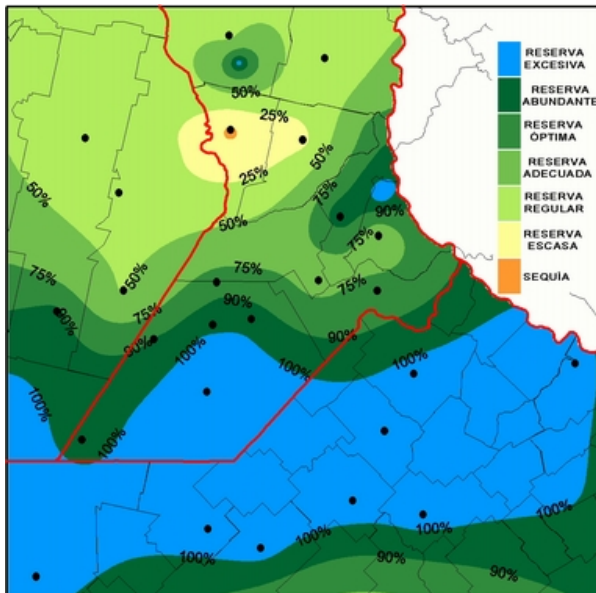 RESERVA
EXCESIVA
RESERVA
ABUNDANTE
RESERVA
ÓPTIMA
RESERVA
ADECUADA
RESERVA
REGULAR
RESERVA
ESCASA
SEQUÍA
50%
25%
50%
25%
50%
50%
75%
90%
75%
50%
75%
75%
75%
90%
90%
90%
90%
100%
100%
100%
100%
100%
100%
100%
100%
100%
90%
90%